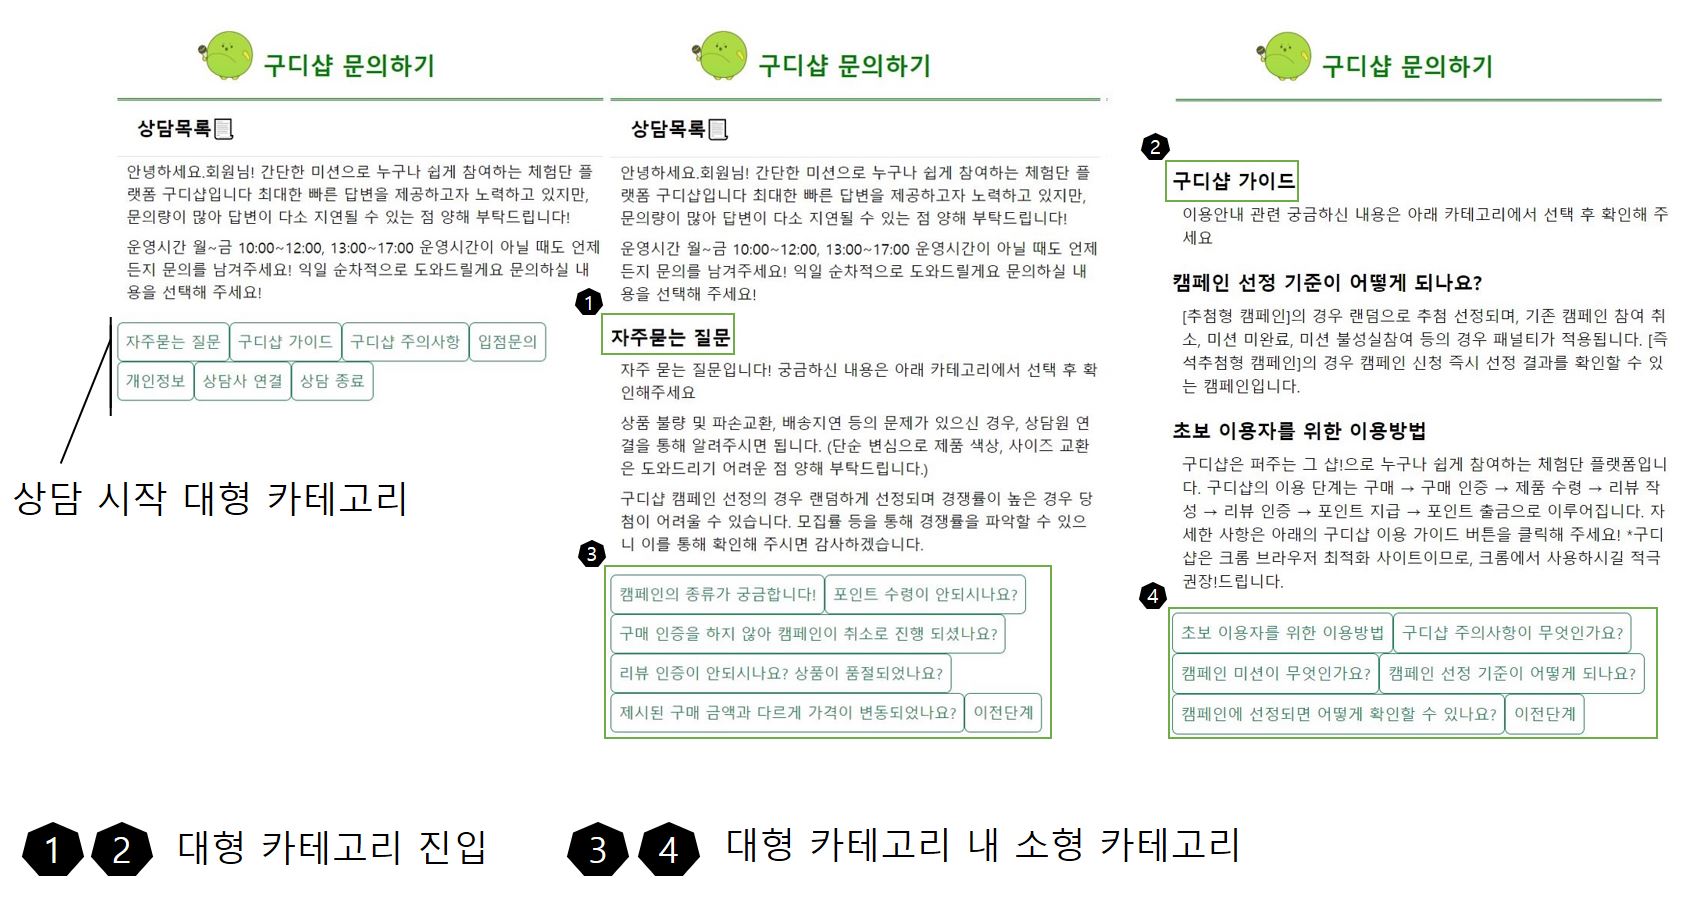 구디샵 문의하기
상담목록
안녕하세요.회원님! 간단한 미션으로 누구나 쉽게 참여하는 체험단 플
랫폼 구디샵입니다 최대한 빠른 답변을 제공하고자 노력하고 있지만,
문의량이 많아 답변이 다소 지연될 수 있는 점 양해 부탁드립니다!
운영시간 월~금 10:00~12:00, 13:00~17:00 운영시간이 아닐 때도 언제
든지 문의를 남겨주세요! 익일 순차적으로 도와드릴게요 문의하실 내
용을 선택해 주세요!
자주묻는 질문 구디샵 가이드 구디샵 주의사항 입점문의
개인정보 상담사 연결 상담 종료
상담 시작 대형 카테고리
구디샵 문의하기
상담목록
안녕하세요.회원님! 간단한 미션으로 누구나 쉽게 참여하는 체험단 플
랫폼 구디샵입니다 최대한 빠른 답변을 제공하고자 노력하고 있지만,
문의량이 많아 답변이 다소 지연될 수 있는 점 양해 부탁드립니다!
운영시간 월~금 10:00~12:00, 13:00~17:00 운영시간이 아닐 때도 언제
든지 문의를 남겨주세요! 익일 순차적으로 도와드릴게요 문의하실 내
용을 선택해 주세요!
1
자주묻는 질문
자주 묻는 질문입니다! 궁금하신 내용은 아래 카테고리에서 선택 후 확
인해주세요
상품 불량 및 파손교환, 배송지연 등의 문제가 있으신 경우, 상담원 연
결을 통해 알려주시면 됩니다. (단순 변심으로 제품 색상, 사이즈 교환
은 도와드리기 어려운 점 양해 부탁드립니다.)
구디샵 캠페인 선정의 경우 랜덤하게 선정되며 경쟁률이 높은 경우 당
첨이 어려울 수 있습니다. 모집률 등을 통해 경쟁률을 파악할 수 있으
니 이를 통해 확인해 주시면 감사하겠습니다.
3
캠페인의 종류가 궁금합니다! 포인트 수령이 안되시나요?
구매 인증을 하지 않아 캠페인이 취소로 진행 되셨나요?
리뷰 인증이 안되시나요? 상품이 품절되었나요?
제시된 구매 금액과 다르게 가격이 변동되었나요? 이전단계
구디샵 문의하기
2
구디샵 가이드
이용안내 관련 궁금하신 내용은 아래 카테고리에서 선택 후 확인해 주
세요
캠페인 선정 기준이 어떻게 되나요?
[추첨형 캠페인]의 경우 랜덤으로 추첨 선정되며, 기존 캠페인 참여 취
소, 미션 미완료, 미션 불성실참여 등의 경우 패널티가 적용됩니다. [즉
석추첨형 캠페인]의 경우 캠페인 신청 즉시 선정 결과를 확인할 수 있
는 캠페인입니다.
초보 이용자를 위한 이용방법
구디샵은 퍼주는 그 샵!으로 누구나 쉽게 참여하는 체험단 플랫폼입니
다. 구디샵의 이용 단계는 구매 → 구매 인증 → 제품 수령 → 리뷰 작
성 → 리뷰 인증 → 포인트 지급 → 포인트 출금으로 이루어집니다. 자
세한 사항은 아래의 구디샵 이용 가이드 버튼을 클릭해 주세요! *구디
샵은 크롬 브라우저 최적화 사이트이므로, 크롬에서 사용하시길 적극
권장!드립니다.
4
초보 이용자를 위한 이용방법 구디샵 주의사항이 무엇인가요?
캠페인 미션이 무엇인가요? 캠페인 선정 기준이 어떻게 되나요?
캠페인에 선정되면 어떻게 확인할 수 있나요? 이전단계
1 2 대형 카테고리 진입
3 4 대형 카테고리 내 소형 카테고리